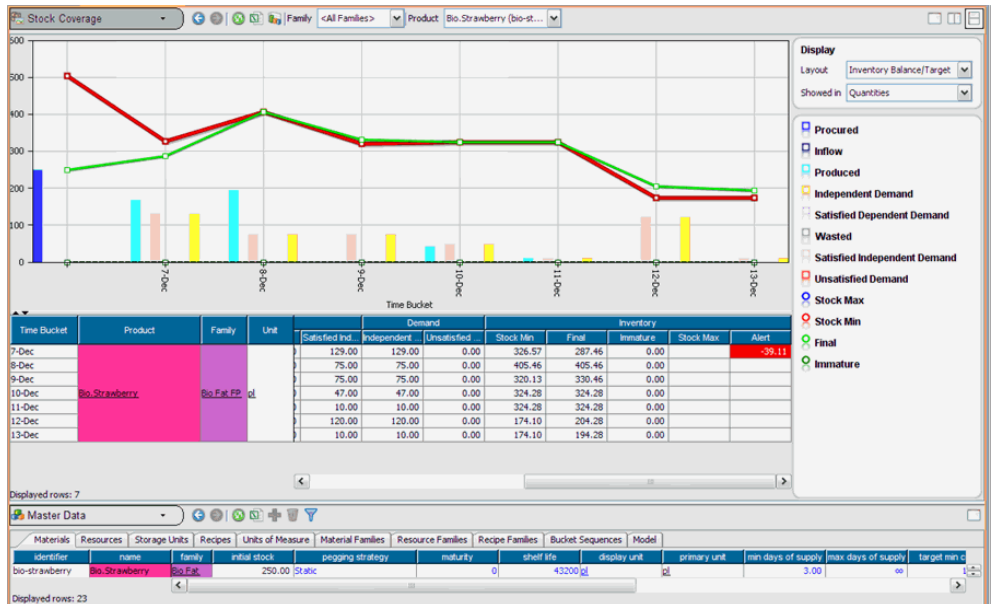 Stock Coverage Family <All Families> Product Bio.Strawberry (bio-st...
Display
Layout Inventory Balance/Target
Showed in Quantities
500
500
400
300
200
100
0
7-Dec 8-Dec 9-Dec 10-Dec 11-Dec 12-Dec 13-Dec
Time Bucket
Procured
Inflow
Produced
Independent Demand
Satisfied Dependent Demand
Wasted
Satisfied Independent Demand
Unsatisfied Demand
Stock Max
Stock Min
Final
Immature
Time Bucket Product Family Unit Demand Inventory
Satisfied Ind... Independent ... Unsatisfied ... Stock Min Final Immature Stock Max Alert
7-Dec 129.00 129.00 0.00 326.57 287.46 0.00 -39.11
8-Dec 75.00 75.00 0.00 405.46 405.46 0.00
9-Dec 75.00 75.00 0.00 320.13 330.46 0.00
10-Dec Bio.Strawberry Bio Fat FP pl 47.00 47.00 0.00 324.28 324.28 0.00
11-Dec 10.00 10.00 0.00 324.28 324.28 0.00
12-Dec 120.00 120.00 0.00 174.10 204.28 0.00
13-Dec 10.00 10.00 0.00 174.10 194.28 0.00
Displayed rows: 7
Master Data
Materials Resources Storage Units Recipes Units of Measure Material Families Resource Families Recipe Families Bucket Sequences Model
identifier name family initial stock pegging strategy maturity shelf life display unit primary unit min days of supply max days of supply target min c
bio-strawberry Bio.Strawberry Bio Fat 250.00 Static 0 43200 pl pl 3.00 ∞ 1
Displayed rows: 23